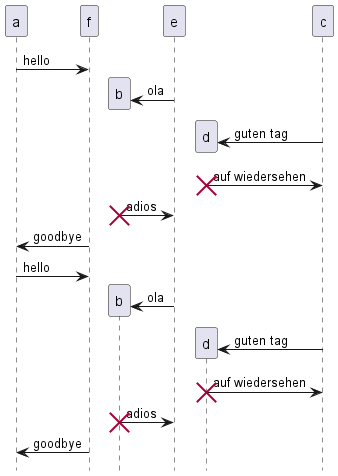 a f e c
hello
b ola
d guten tag
auf wiedersehen
adios
goodbye
hello
b ola
d guten tag
auf wiedersehen
adios
goodbye